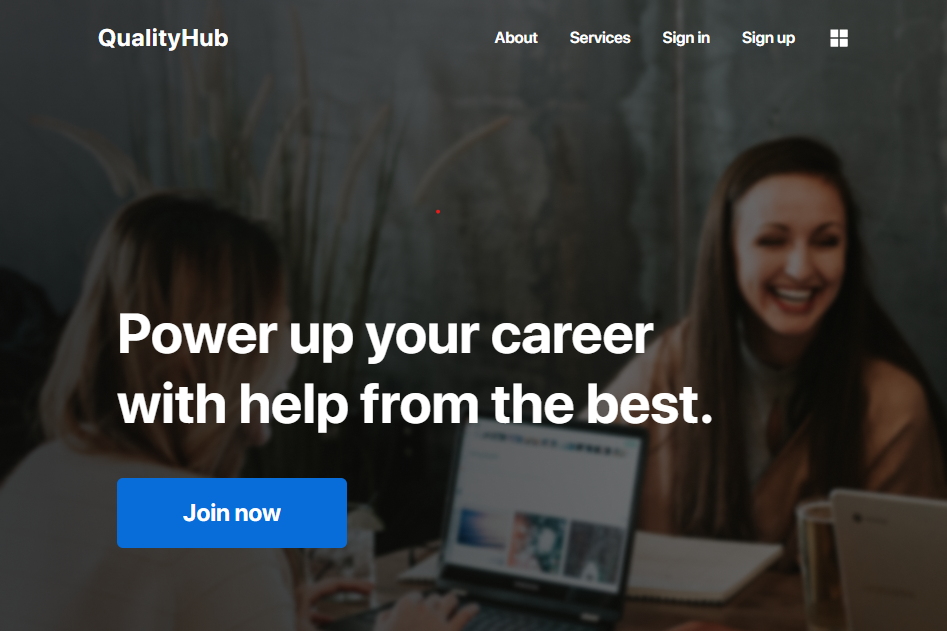 QualityHub
About Services Sign in Sign up
Power up your career
with help from the best.
Join now